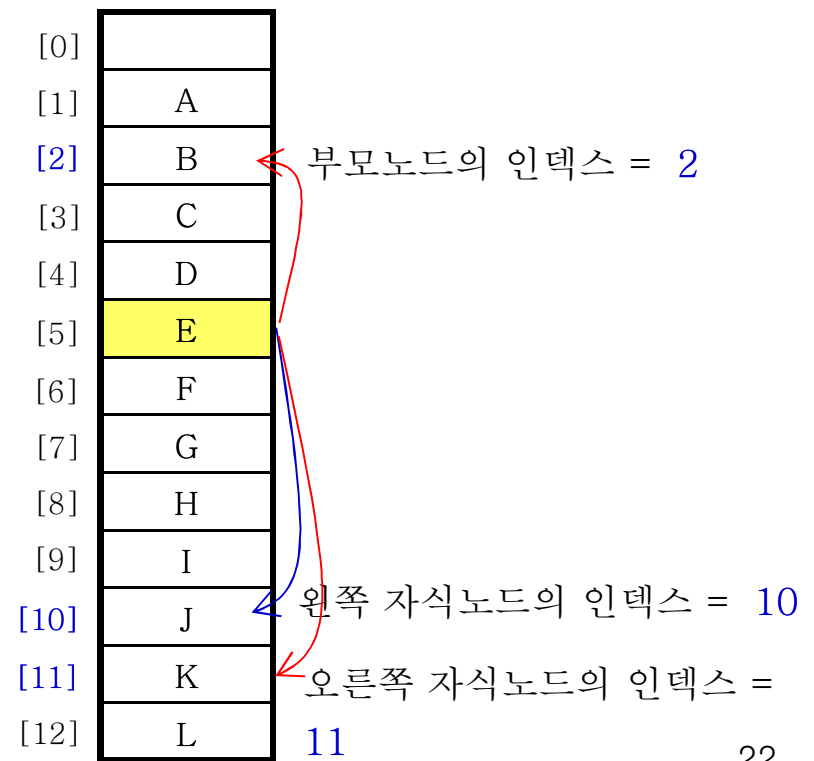 [0]
[1] A
[2] B 부모노드의 인덱스 = 2
[3] C
[4] D
[5] E
[6] F
[7] G
[8] H
[9] I
[10] J 왼쪽 자식노드의 인덱스 = 10
[11] K 오른쪽 자식노드의 인덱스 =
[12] L 11
22